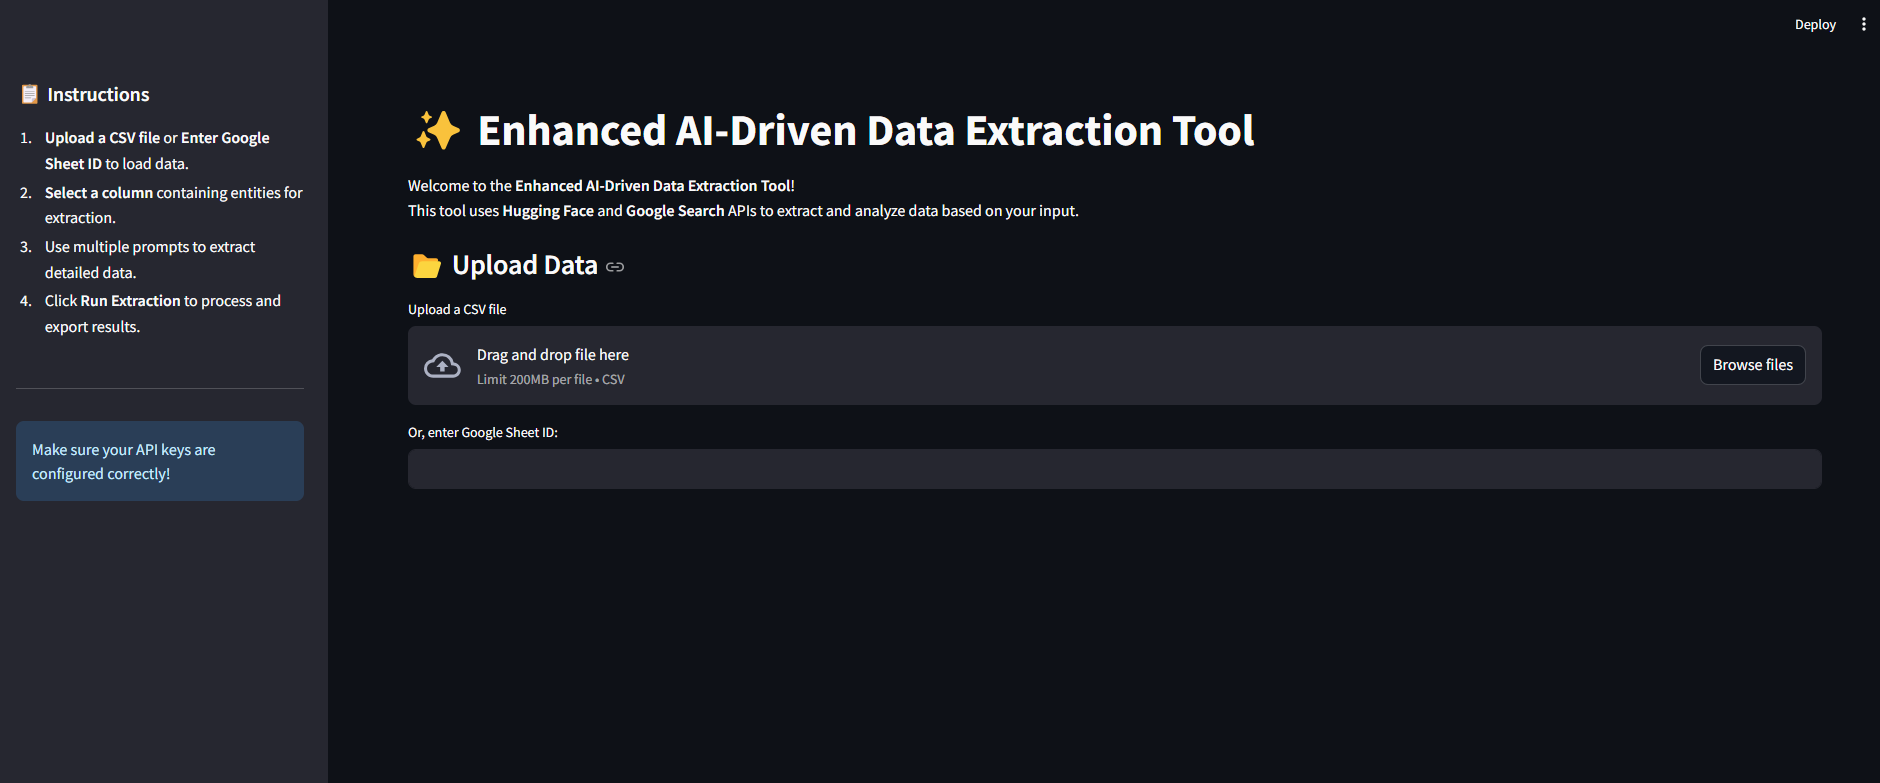 Deploy
Instructions
1. Upload a CSV file or Enter Google
Sheet ID to load data.
2. Select a column containing entities for
extraction.
3. Use multiple prompts to extract
detailed data.
4. Click Run Extraction to process and
export results.
Make sure your API keys are
configured correctly!
Enhanced AI-Driven Data Extraction Tool
Welcome to the Enhanced AI-Driven Data Extraction Tool!
This tool uses Hugging Face and Google Search APIs to extract and analyze data based on your input.
Upload Data
Upload a CSV file
Drag and drop file here
Limit 200MB per file • CSV
Browse files
Or, enter Google Sheet ID: